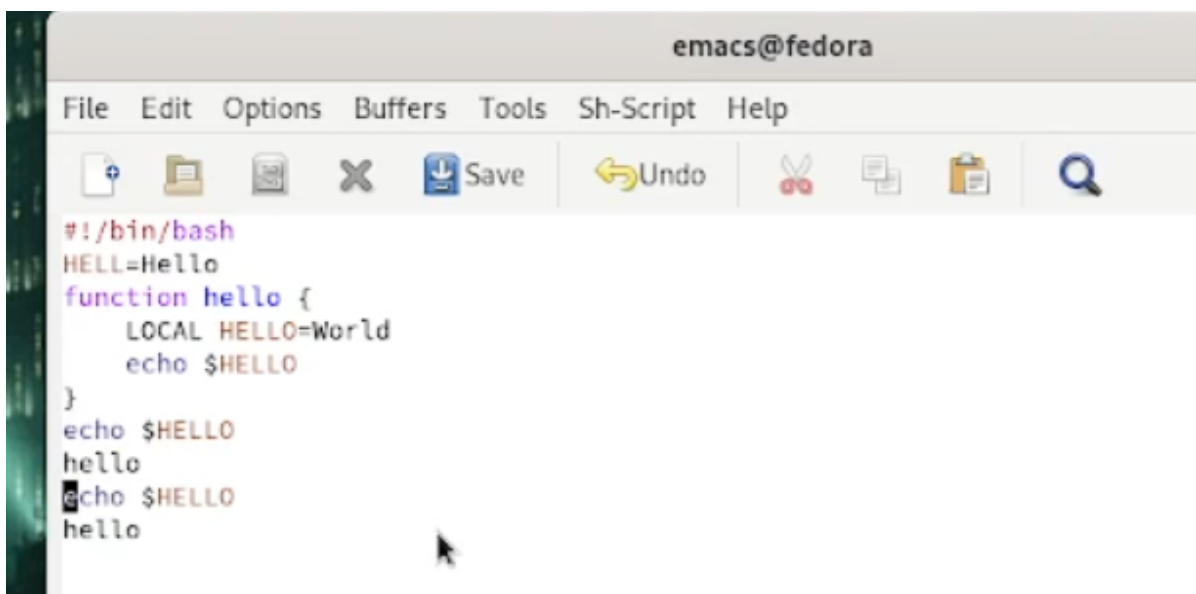 emacs@fedora
File Edit Options Buffers Tools Sh-Script Help
Save Undo
#!/bin/bash
HELL=Hello
function hello {
    LOCAL HELLO=World
    echo $HELLO
}
echo $HELLO
hello
echo $HELLO
hello